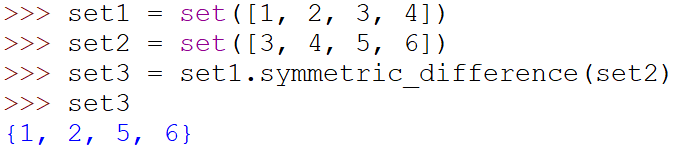 >>> set1 = set([1, 2, 3, 4])
>>> set2 = set([3, 4, 5, 6])
>>> set3 = set1.symmetric_difference(set2)
>>> set3
{1, 2, 5, 6}